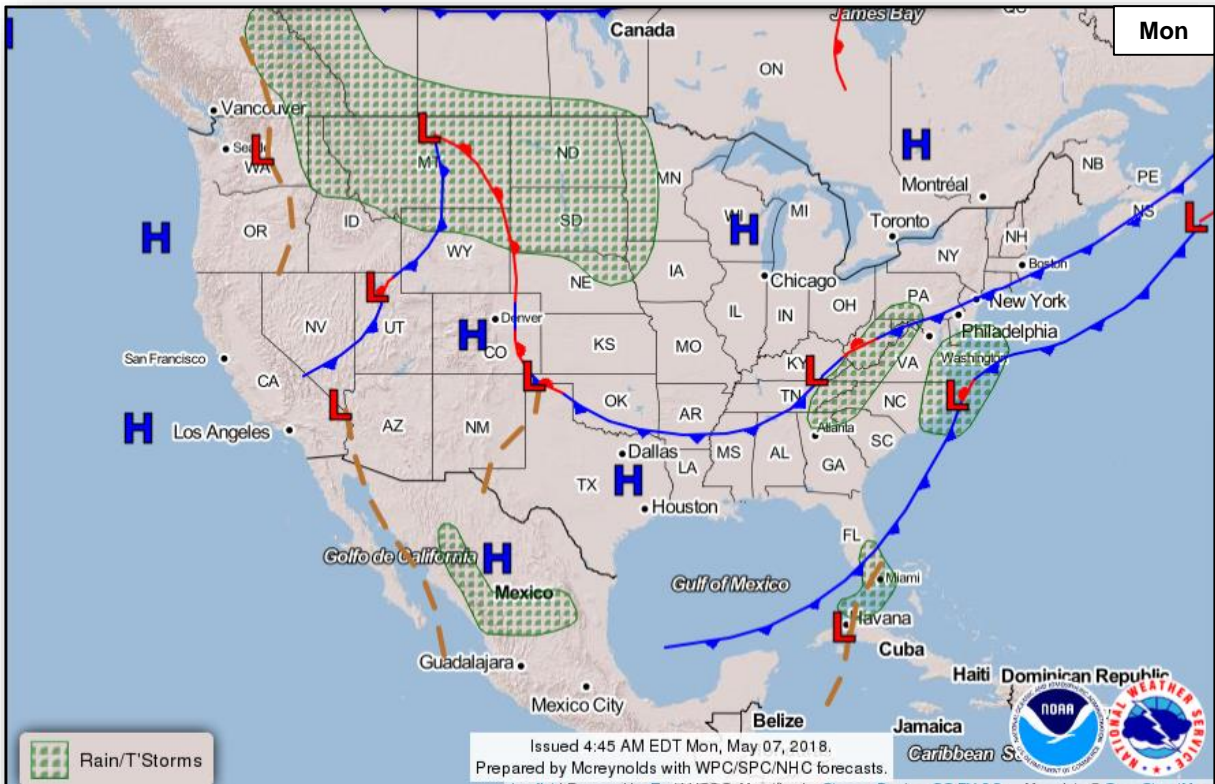 James Bay
Canada
Mon
ON
H
Vancouver
L
Seattle
L
WA
MT
ND
MN
H
Montréal
NB
PE
NS
L
OR
ID
SD
WI
MI
Toronto
NH
H
WY
H
NY
Boston
IA
Chicago
L
NE
PA
New York
NV
UT
Denver
IL
IN
OH
Philadelphia
San Francisco
H
CO
KS
MO
KY
VA
Washington
CA
L
L
L
TN
L
OK
AR
NC
H
Los Angeles
AZ
NM
Atlanta
SC
Dallas
LA
MS
AL
GA
TX
H
Houston
FL
Golfo de California
H
Gulf of Mexico
Miami
Mexico
L
Havana
Cuba
Guadalajara
Haiti
Dominican Republic
Mexico City
Belize
Jamaica
NOAA
NATIONAL WEATHER SERVICE
Rain/T'Storms
Issued 4:45 AM EDT Mon, May 07, 2018.
Prepared by Mcreynolds with WPC/SPC/NHC forecasts.
Caribbean